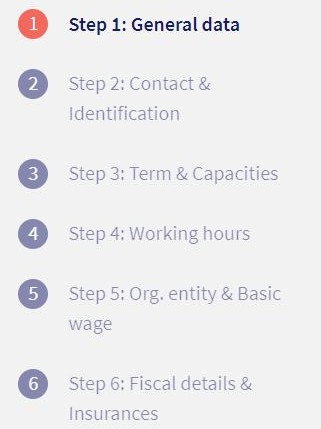 1 Step 1: General data
2 Step 2: Contact &
Identification
3 Step 3: Term & Capacities
4 Step 4: Working hours
5 Step 5: Org. entity & Basic
wage
6 Step 6: Fiscal details &
Insurances